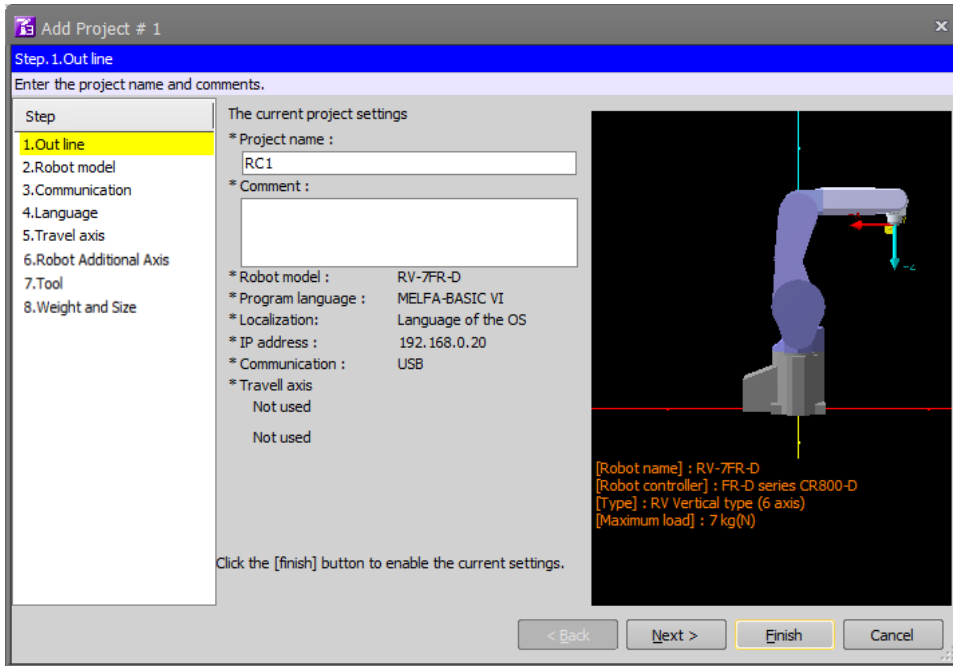 Add Project # 1
Step.1.Out line
Enter the project name and comments.
Step
1.Out line
2.Robot model
3.Communication
4.Language
5.Travel axis
6.Robot Additional Axis
7.Tool
8.Weight and Size
The current project settings
* Project name :
RC1
* Comment :
* Robot model : RV-7FR-D
* Program language : MELFA-BASIC VI
* Localization: Language of the OS
* IP address : 192.168.0.20
* Communication : USB
* Travell axis
Not used
Not used
Click the [finish] button to enable the current settings.
[Robot name] : RV-7FR-D
[Robot controller] : FR-D series CR800-D
[Type] : RV Vertical type (6 axis)
[Maximum load] : 7 kg(N)
< Back
Next >
Finish
Cancel